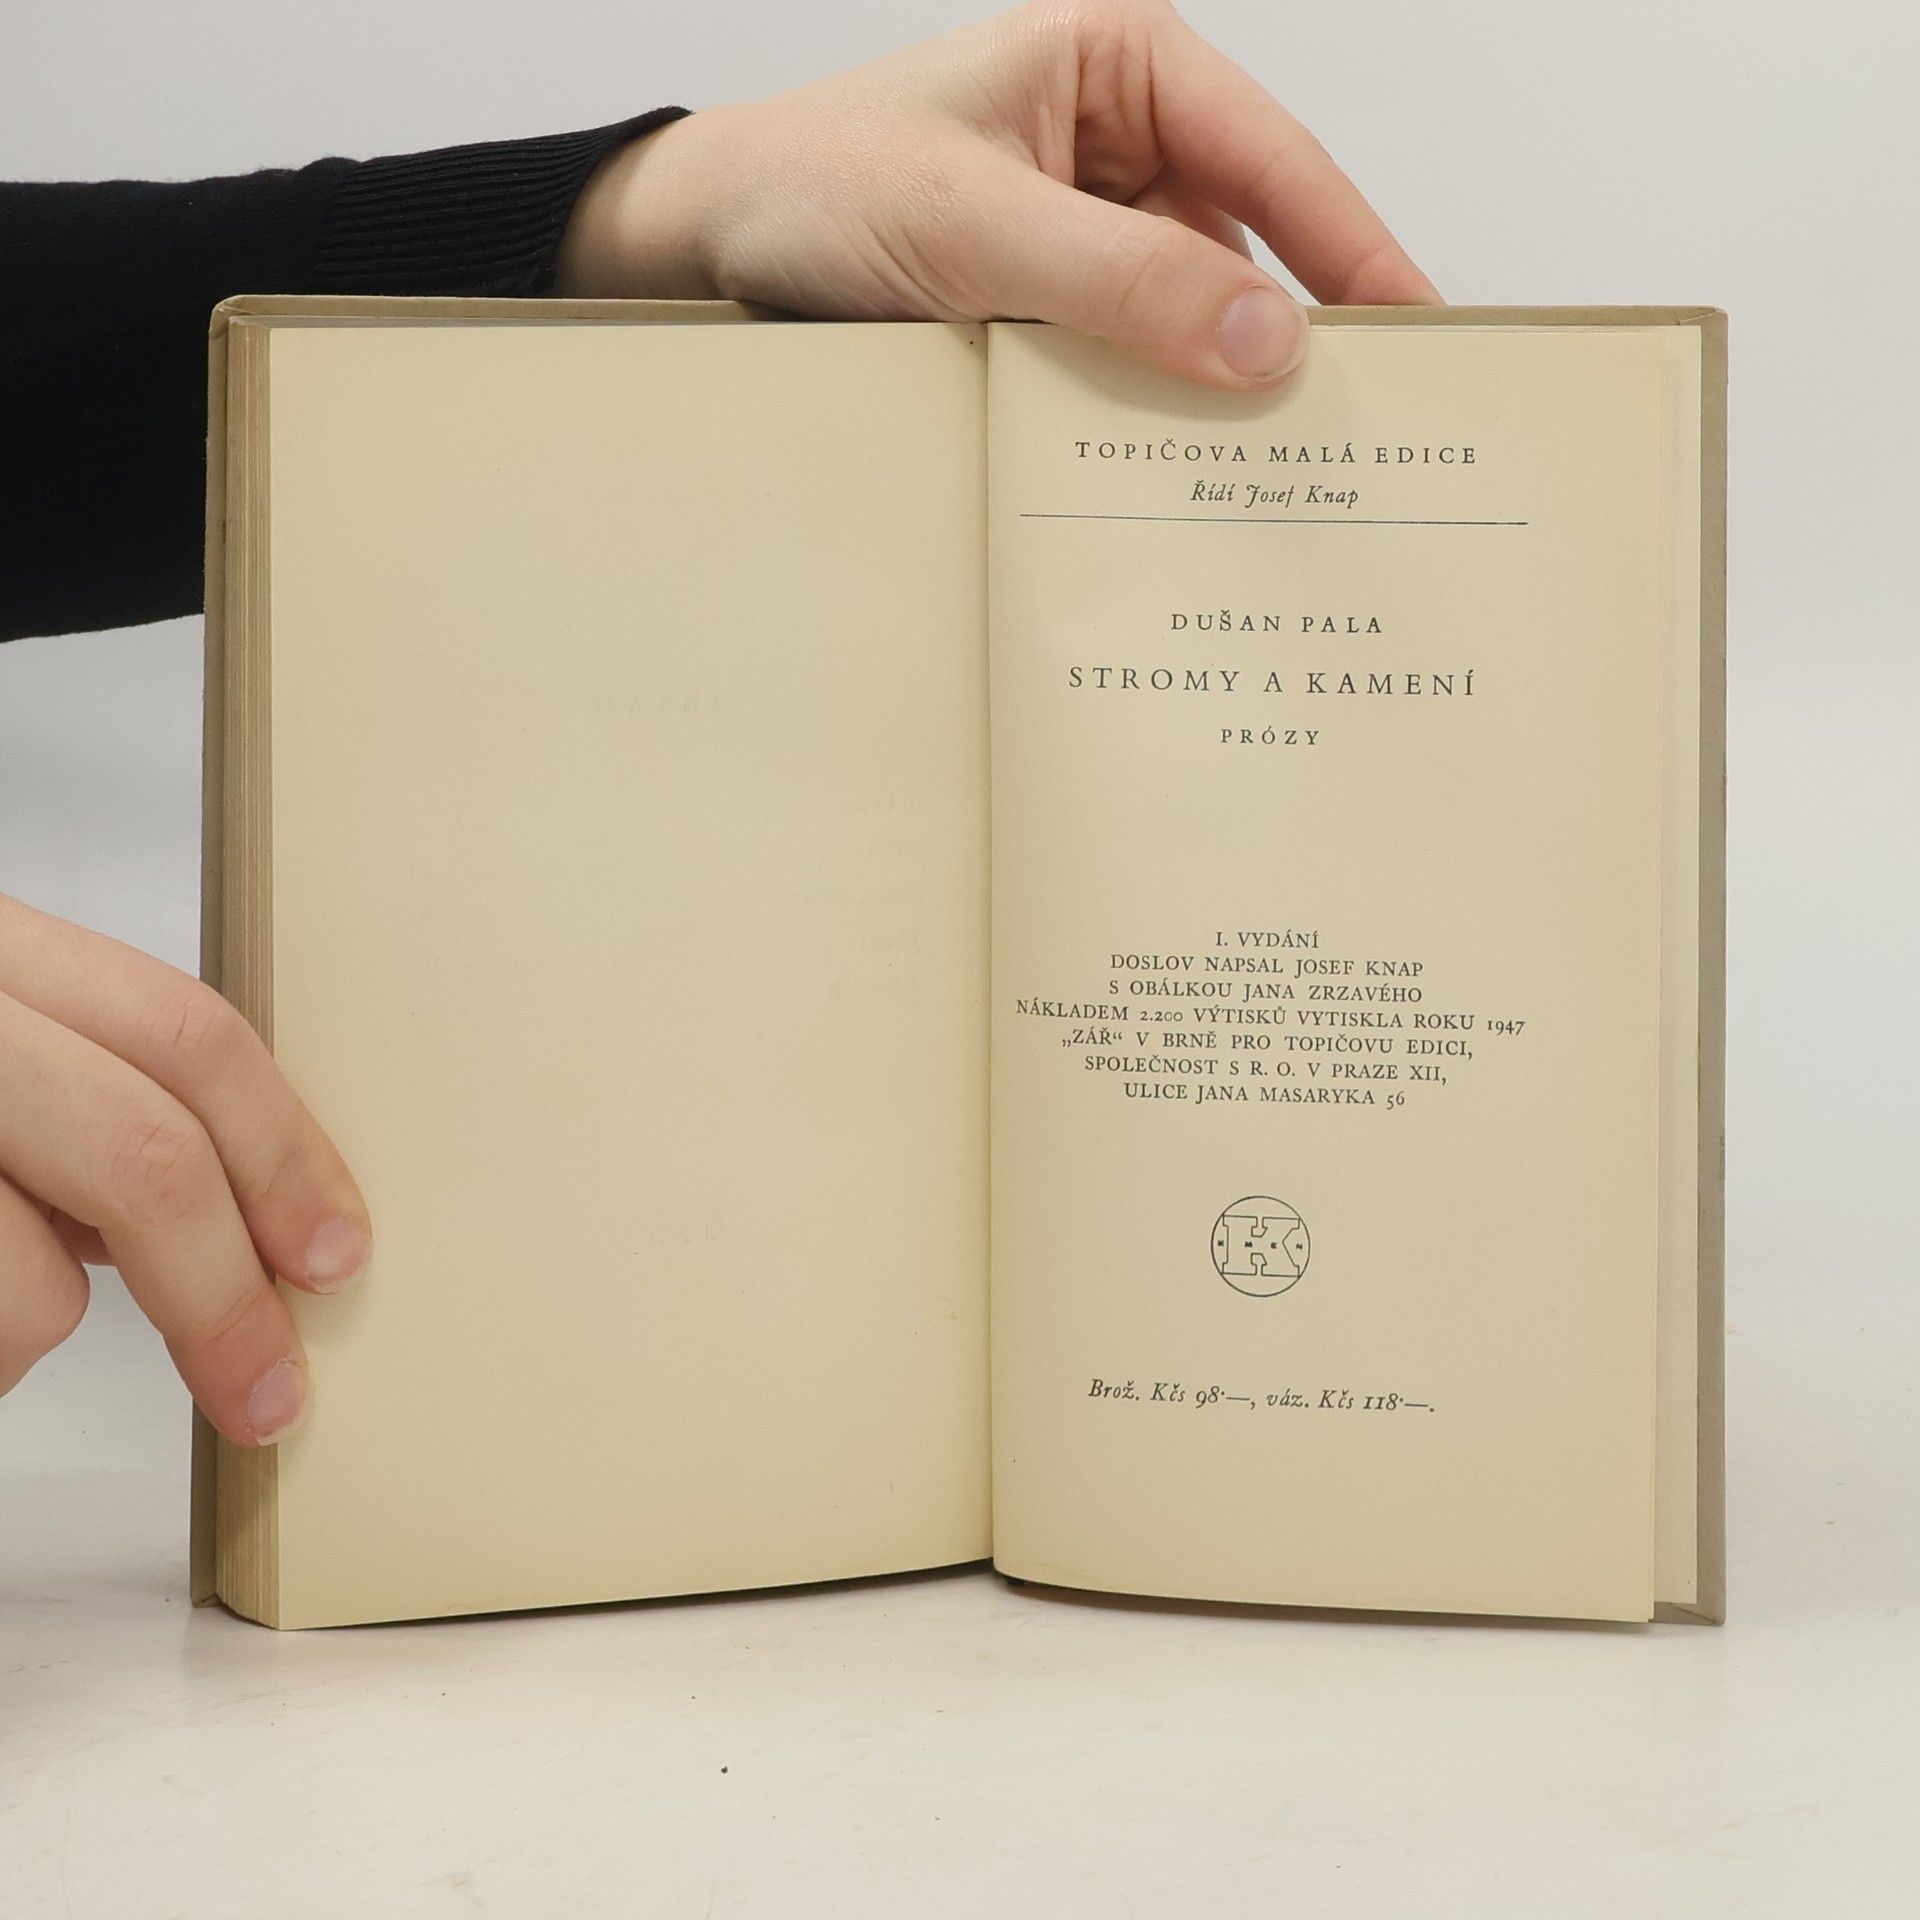 TOPIČOVA MALÁ EDICE
Řídí Josef Knap
DUŠAN PALA
STROMY A KAMENÍ
PRÓZY
I. VYDÁNÍ
DOSLOV NAPSAL JOSEF KNAP
S OBÁLKOU JANA ZRZAVÉHO
NÁKLADEM 2.200 VÝTISKŮ VYTISKLA ROKU 1947
„ZÁŘ“ V BRNĚ PRO TOPIČOVU EDICI,
SPOLEČNOST S R. O. V PRAZE XII,
ULICE JANA MASARYKA 56
K M E N
Brož. Kčs 98·—, váz. Kčs 118·—.